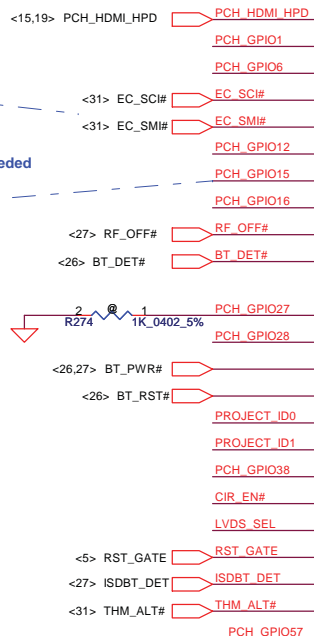 <15,19> PCH_HDMI_HPD PCH_HDMI_HPD
PCH_GPIO1
PCH_GPIO6
<31> EC_SCI# EC_SCI#
<31> EC_SMI# EC_SMI#
PCH_GPIO12
eded
PCH_GPIO15
PCH_GPIO16
<27> RF_OFF# RF_OFF#
<26> BT_DET# BT_DET#
2 @ 1 PCH_GPIO27
R274 1K_0402_5%
PCH_GPIO28
<26,27> BT_PWR#
<26> BT_RST#
PROJECT_ID0
PROJECT_ID1
PCH_GPIO38
CIR_EN#
LVDS_SEL
<5> RST_GATE RST_GATE
<27> ISDBT_DET ISDBT_DET
<31> THM_ALT# THM_ALT#
PCH_GPIO57